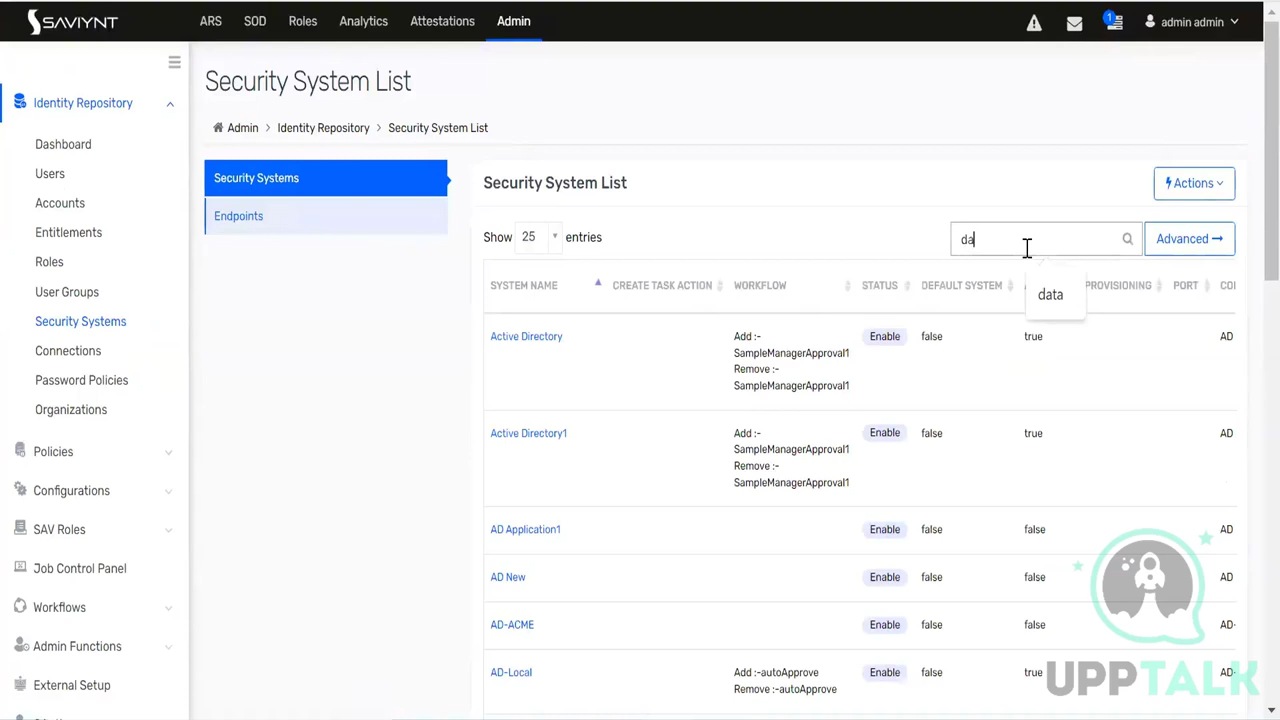 SAVIYNT
ARS SOD Roles Analytics Attestations Admin
1
admin admin
Identity Repository
Dashboard
Users
Accounts
Entitlements
Roles
User Groups
Security Systems
Connections
Password Policies
Organizations
Policies
Configurations
SAV Roles
Job Control Panel
Workflows
Admin Functions
External Setup
Security System List
Admin > Identity Repository > Security System List
Security Systems
Endpoints
Security System List
Actions
Show 25 entries
da
Advanced
data
SYSTEM NAME CREATE TASK ACTION WORKFLOW STATUS DEFAULT SYSTEM PROVISIONING PORT
Active Directory Add :- Enable false true AD
SampleManagerApproval1
Remove :-
SampleManagerApproval1
Active Directory1 Add :- Enable false true AD
SampleManagerApproval1
Remove :-
SampleManagerApproval1
AD Application1 Enable false false AD
AD New Enable false false AD
AD-ACME Enable false false AD-
AD-Local Add :-autoApprove Enable false true AD-
Remove :-autoApprove
UPPTALK